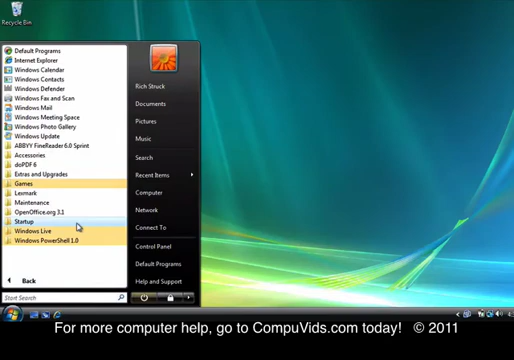 Recycle Bin
Default Programs
Internet Explorer
Windows Calendar
Windows Contacts
Windows Defender
Windows Fax and Scan
Windows Mail
Windows Meeting Space
Windows Photo Gallery
Windows Update
ABBYY FineReader 6.0 Sprint
Accessories
doPDF 6
Extras and Upgrades
Games
Lexmark
Maintenance
OpenOffice.org 3.1
Startup
Windows Live
Windows PowerShell 1.0
Back
Start Search
Rich Struck
Documents
Pictures
Music
Search
Recent Items
Computer
Network
Connect To
Control Panel
Default Programs
Help and Support
For more computer help, go to CompuVids.com today! © 2011